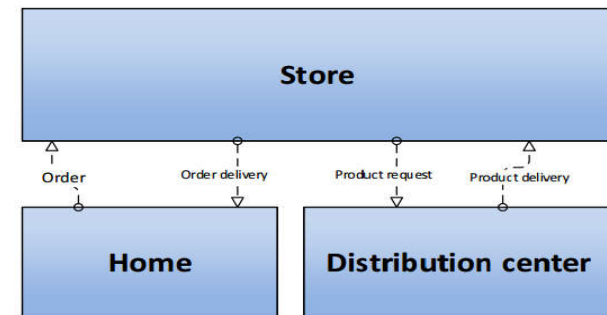 Store
Order
Order delivery
Product request
Product delivery
Home
Distribution center